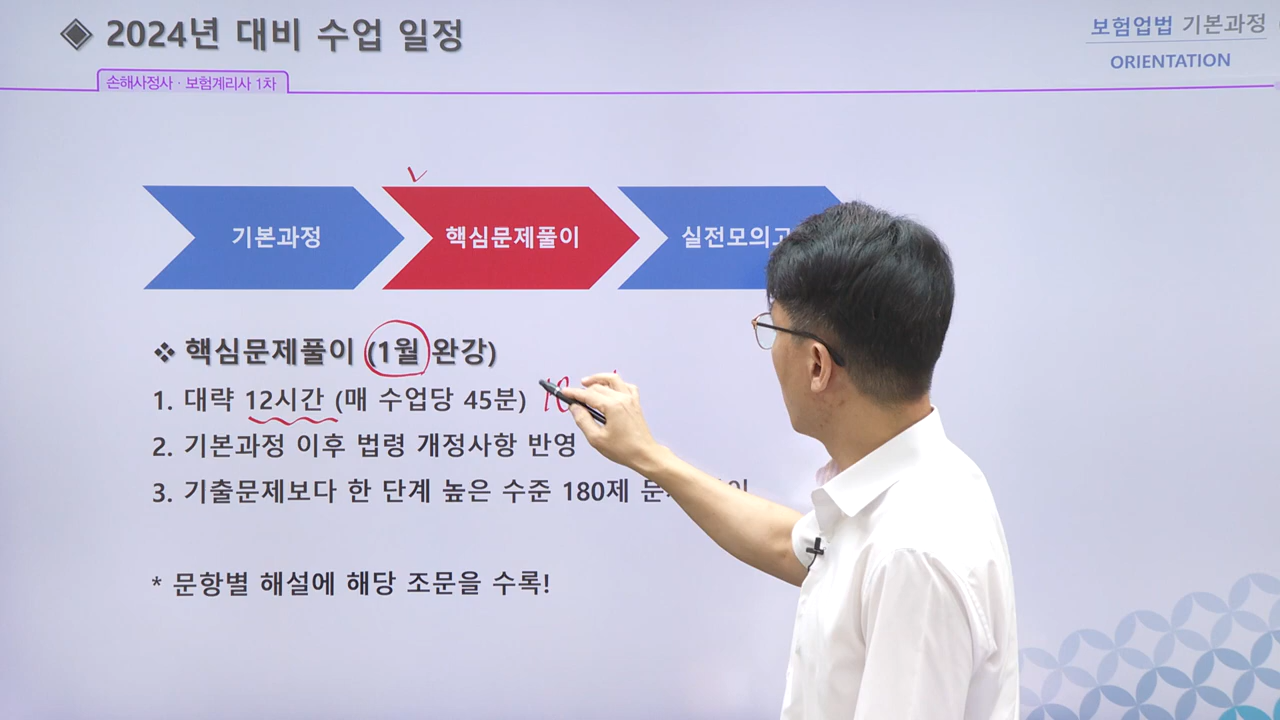 ◈ 2024년 대비 수업 일정
보험업법 기본과정
ORIENTATION
손해사정사 · 보험계리사 1차
기본과정
핵심문제풀이
실전모의고
❖ 핵심문제풀이 (1월 완강)
1. 대략 12시간 (매 수업당 45분)
2. 기본과정 이후 법령 개정사항 반영
3. 기출문제보다 한 단계 높은 수준 180제
* 문항별 해설에 해당 조문을 수록!